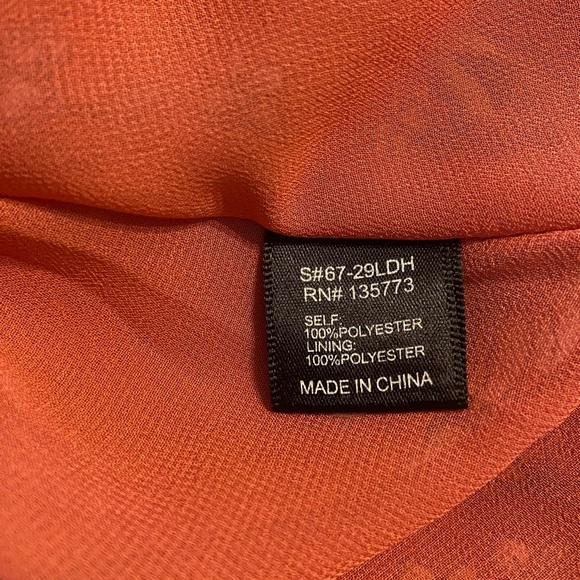 S#67-29LDH
RN# 135773
SELF:
100%POLYESTER
LINING:
100%POLYESTER
MADE IN CHINA